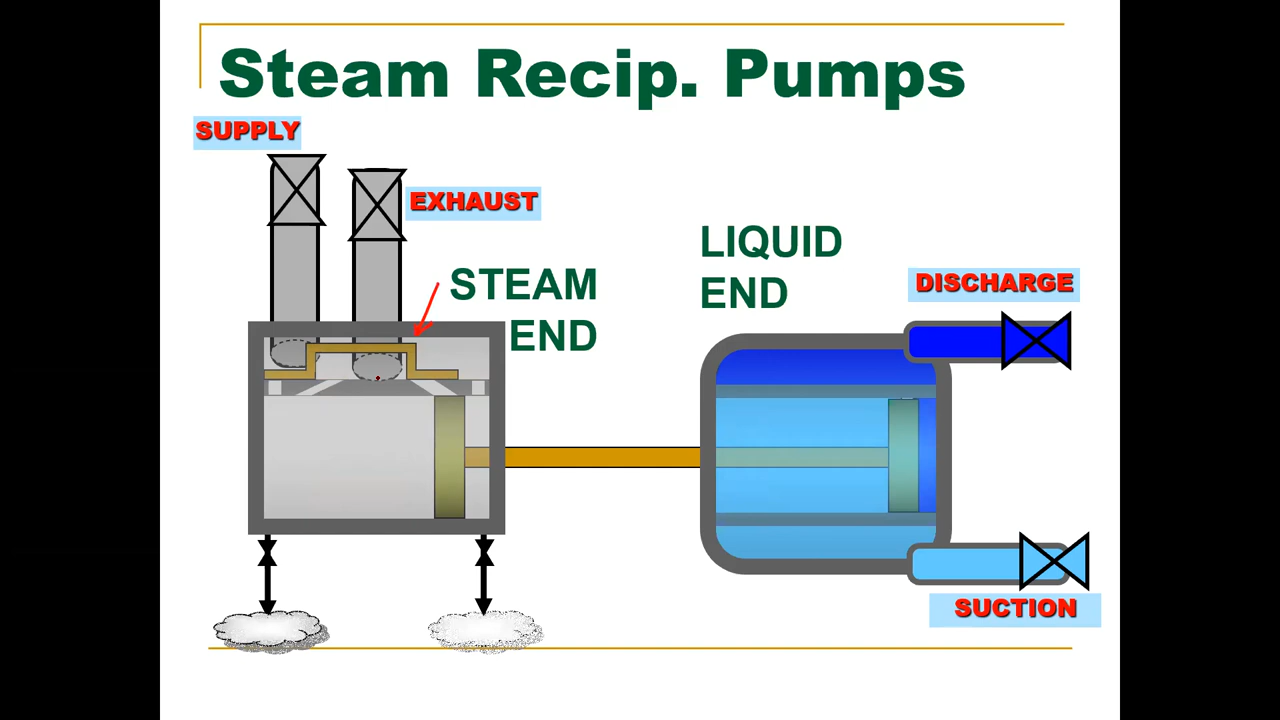 Steam Recip. Pumps
SUPPLY
EXHAUST
STEAM
END
LIQUID
END
DISCHARGE
SUCTION